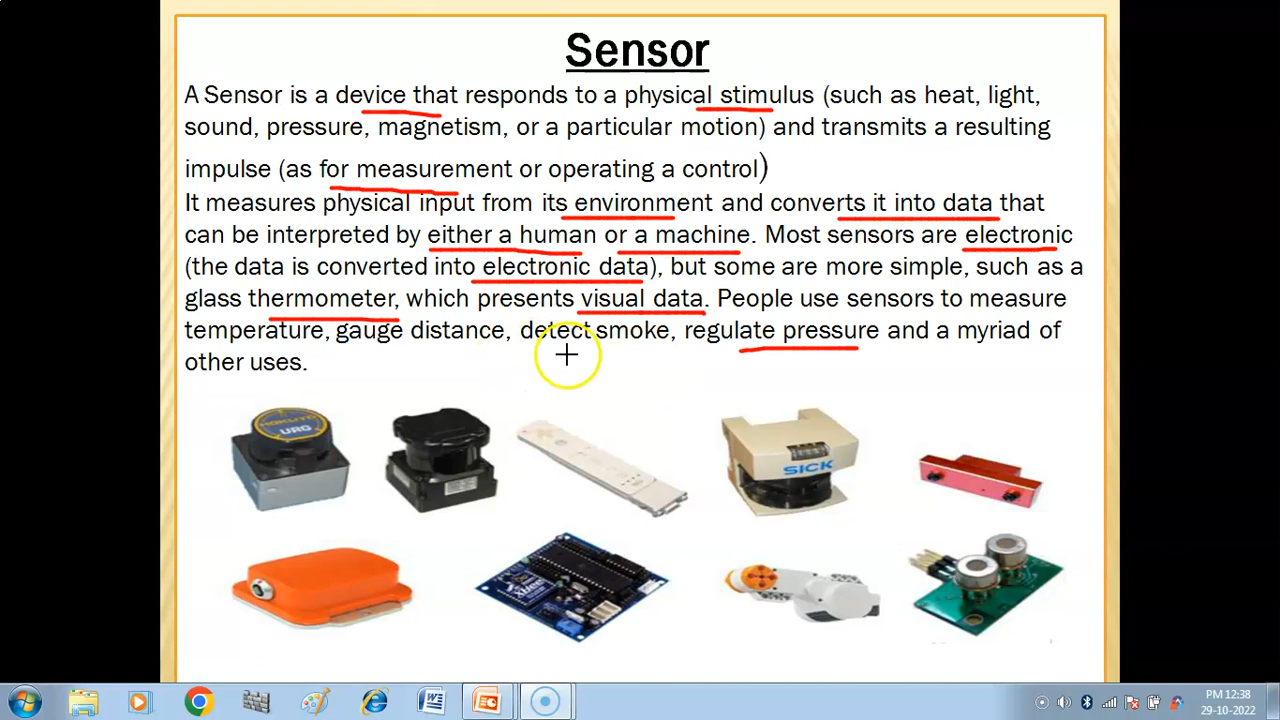 Sensor
A Sensor is a device that responds to a physical stimulus (such as heat, light,
sound, pressure, magnetism, or a particular motion) and transmits a resulting
impulse (as for measurement or operating a control)
It measures physical input from its environment and converts it into data that
can be interpreted by either a human or a machine. Most sensors are electronic
(the data is converted into electronic data), but some are more simple, such as a
glass thermometer, which presents visual data. People use sensors to measure
temperature, gauge distance, detect smoke, regulate pressure and a myriad of
other uses.
HOKUYO
URG
SICK
PM 12:38
29-10-2022